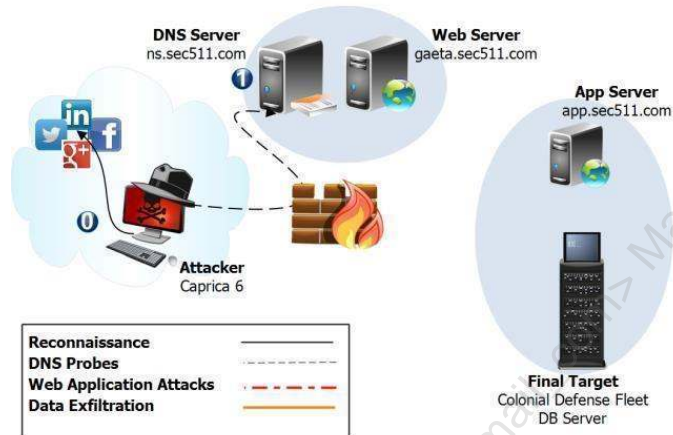 DNS Server
ns.sec511.com
Web Server
gaeta.sec511.com
App Server
app.sec511.com
1
in
f
g+
0
Attacker
Caprica 6
Reconnaissance
DNS Probes
Web Application Attacks
Data Exfiltration
Final Target
Colonial Defense Fleet
DB Server